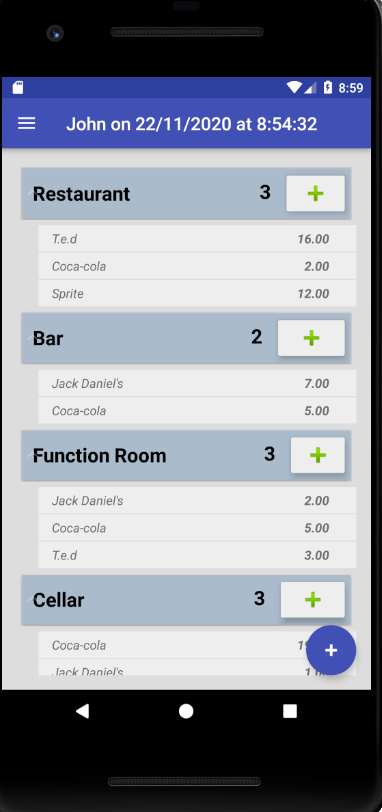 8:59
John on 22/11/2020 at 8:54:32
Restaurant 3 +
T.e.d 16.00
Coca-cola 2.00
Sprite 12.00
Bar 2 +
Jack Daniel's 7.00
Coca-cola 5.00
Function Room 3 +
Jack Daniel's 2.00
Coca-cola 5.00
T.e.d 3.00
Cellar 3 +
Coca-cola
Jack Daniel's
+